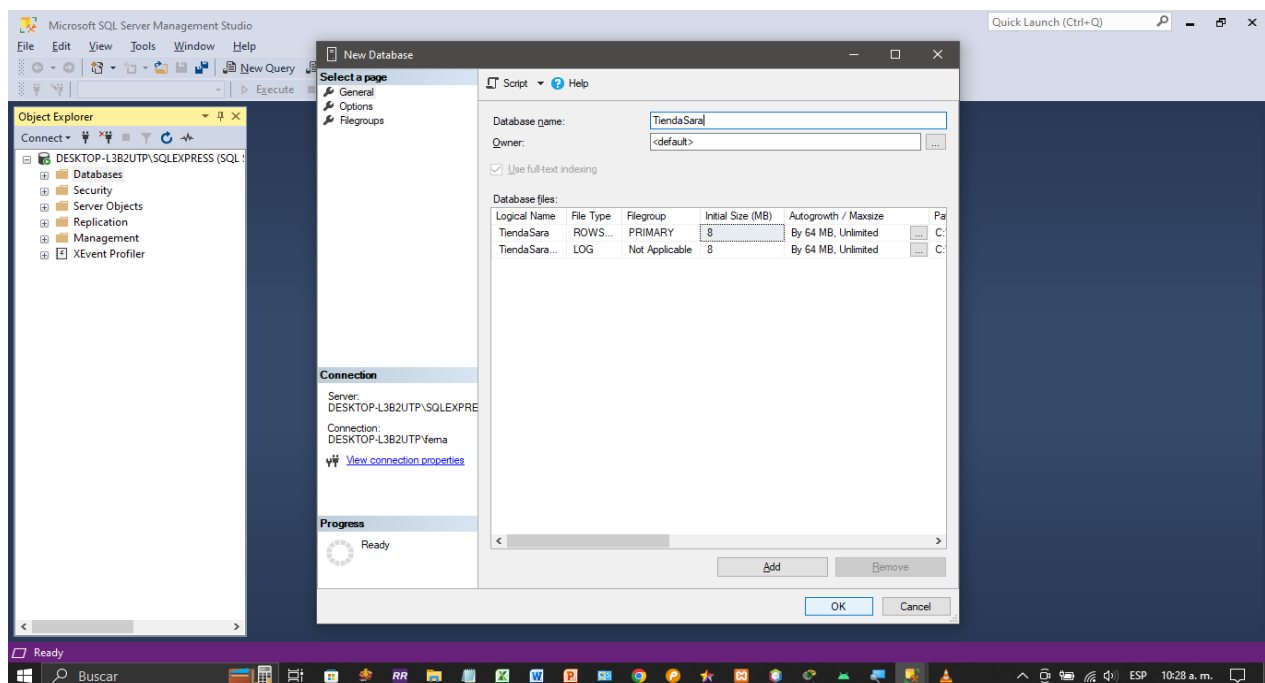 Microsoft SQL Server Management Studio
Quick Launch (Ctrl+Q)
File Edit View Tools Window Help
New Query
Execute
Object Explorer
Connect
DESKTOP-L3B2UTP\SQLEXPRESS (SQL S
Databases
Security
Server Objects
Replication
Management
XEvent Profiler
New Database
Select a page
General
Options
Filegroups
Script Help
Database name: TiendaSara
Owner: <default> ...
Use full-text indexing
Database files:
Logical Name File Type Filegroup Initial Size (MB) Autogrowth / Maxsize Pa
TiendaSara ROWS... PRIMARY 8 By 64 MB, Unlimited ... C:
TiendaSara... LOG Not Applicable 8 By 64 MB, Unlimited ... C:
Connection
Server:
DESKTOP-L3B2UTP\SQLEXPRE
Connection:
DESKTOP-L3B2UTP\fema
View connection properties
Progress
Ready
Add Remove
OK Cancel
Ready
Buscar
RR
ESP 10:28 a. m.